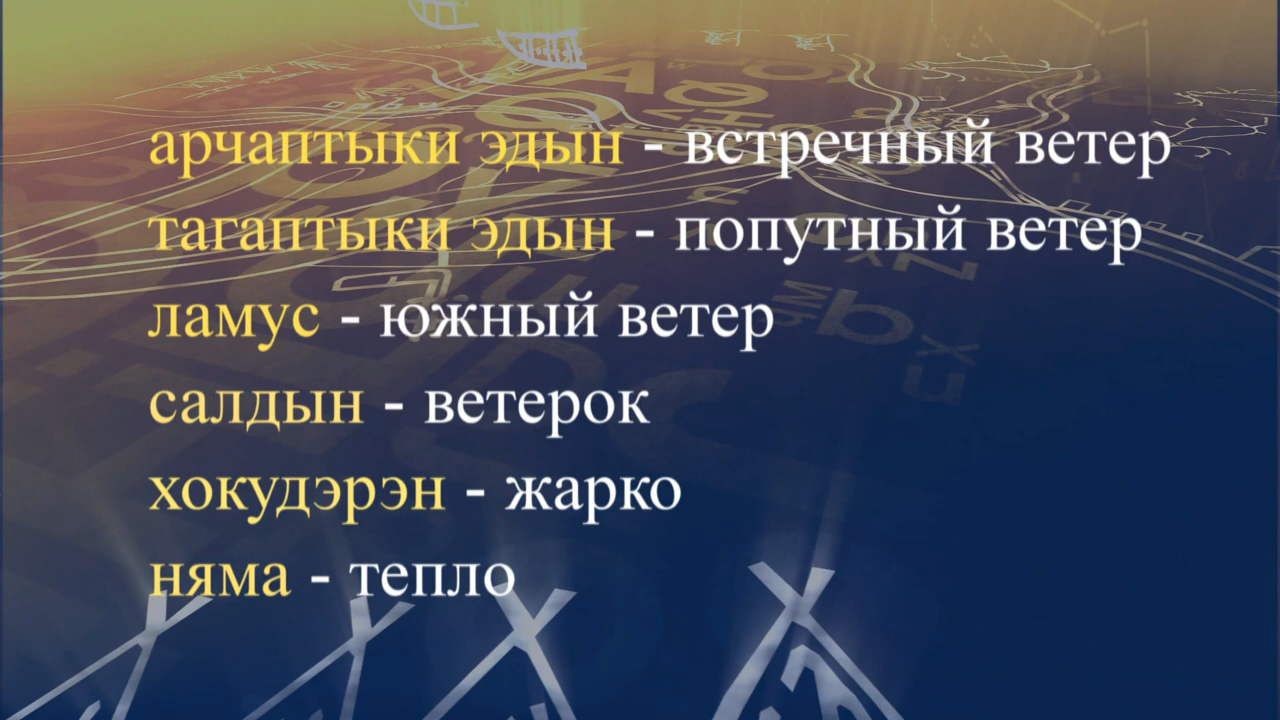 арчаптыки эдын - встречный ветер
тагаптыки эдын - попутный ветер
ламус - южный ветер
салдын - ветерок
хокудэрэн - жарко
няма - тепло